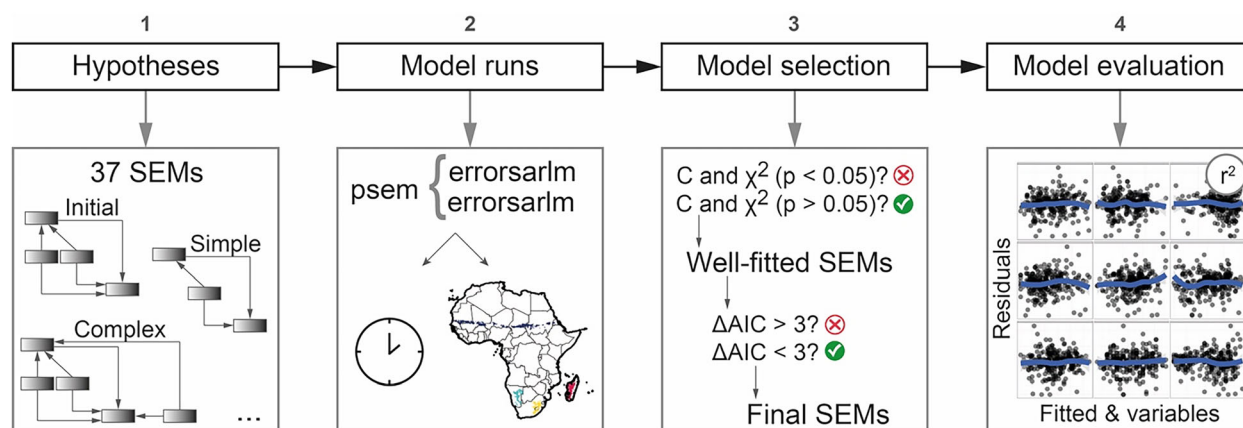 1
Hypotheses
37 SEMs
Initial
Simple
Complex
...
2
Model runs
psem { errorsarlm
errorsarlm
3
Model selection
C and χ² (p < 0.05)?
C and χ² (p > 0.05)?
Well-fitted SEMs
ΔAIC > 3?
ΔAIC < 3?
Final SEMs
4
Model evaluation
r²
Residuals
Fitted & variables